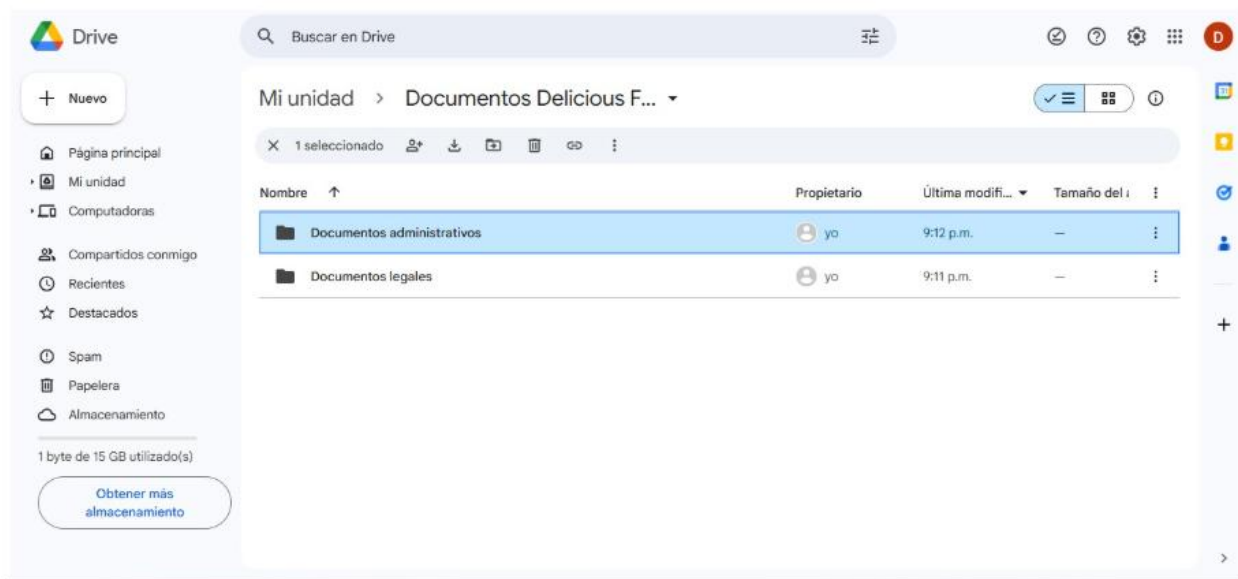 Drive
Buscar en Drive
D
Nuevo
Mi unidad > Documentos Delicious F...
1 seleccionado
Página principal
Mi unidad
Computadoras
Compartidos conmigo
Recientes
Destacados
Spam
Papelera
Almacenamiento
1 byte de 15 GB utilizado(s)
Obtener más
almacenamiento
Nombre Propietario Última modifi... Tamaño del
Documentos administrativos yo 9:12 p.m. —
Documentos legales yo 9:11 p.m. —